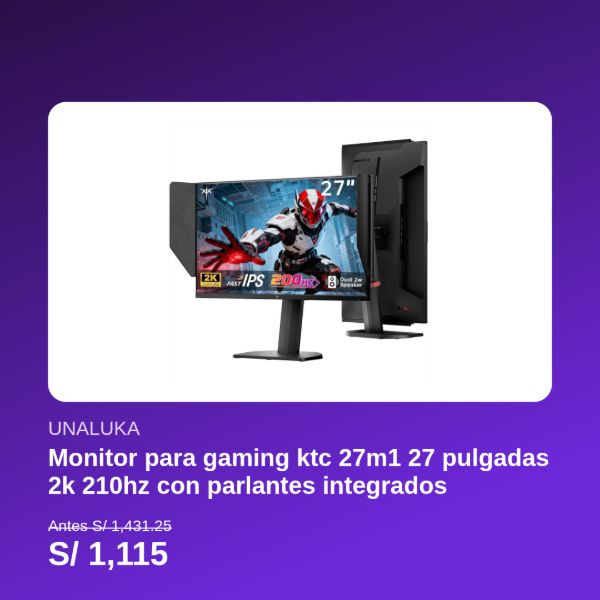 27"
2K
FAST IPS
200Hz
Dual 2w
Speaker
UNALUKA
Monitor para gaming ktc 27m1 27 pulgadas
2k 210hz con parlantes integrados
Antes S/ 1,431.25
S/ 1,115